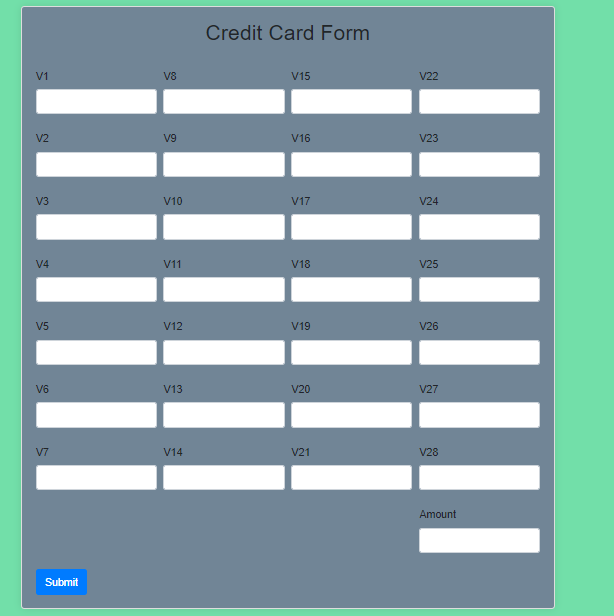 Credit Card Form
V1 V8 V15 V22
V2 V9 V16 V23
V3 V10 V17 V24
V4 V11 V18 V25
V5 V12 V19 V26
V6 V13 V20 V27
V7 V14 V21 V28
Amount
Submit